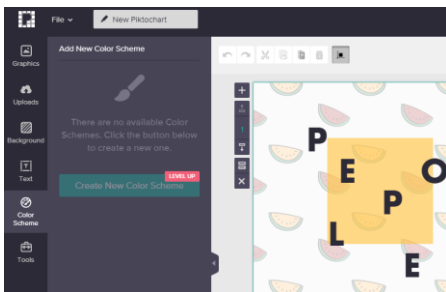 File
New Piktochart
Graphics
Uploads
Background
Text
Color
Scheme
Tools
Add New Color Scheme
There are no available Color
Schemes. Click the button below
to create a new one.
LEVEL UP
Create New Color Scheme
1
P
E O
P
L
E